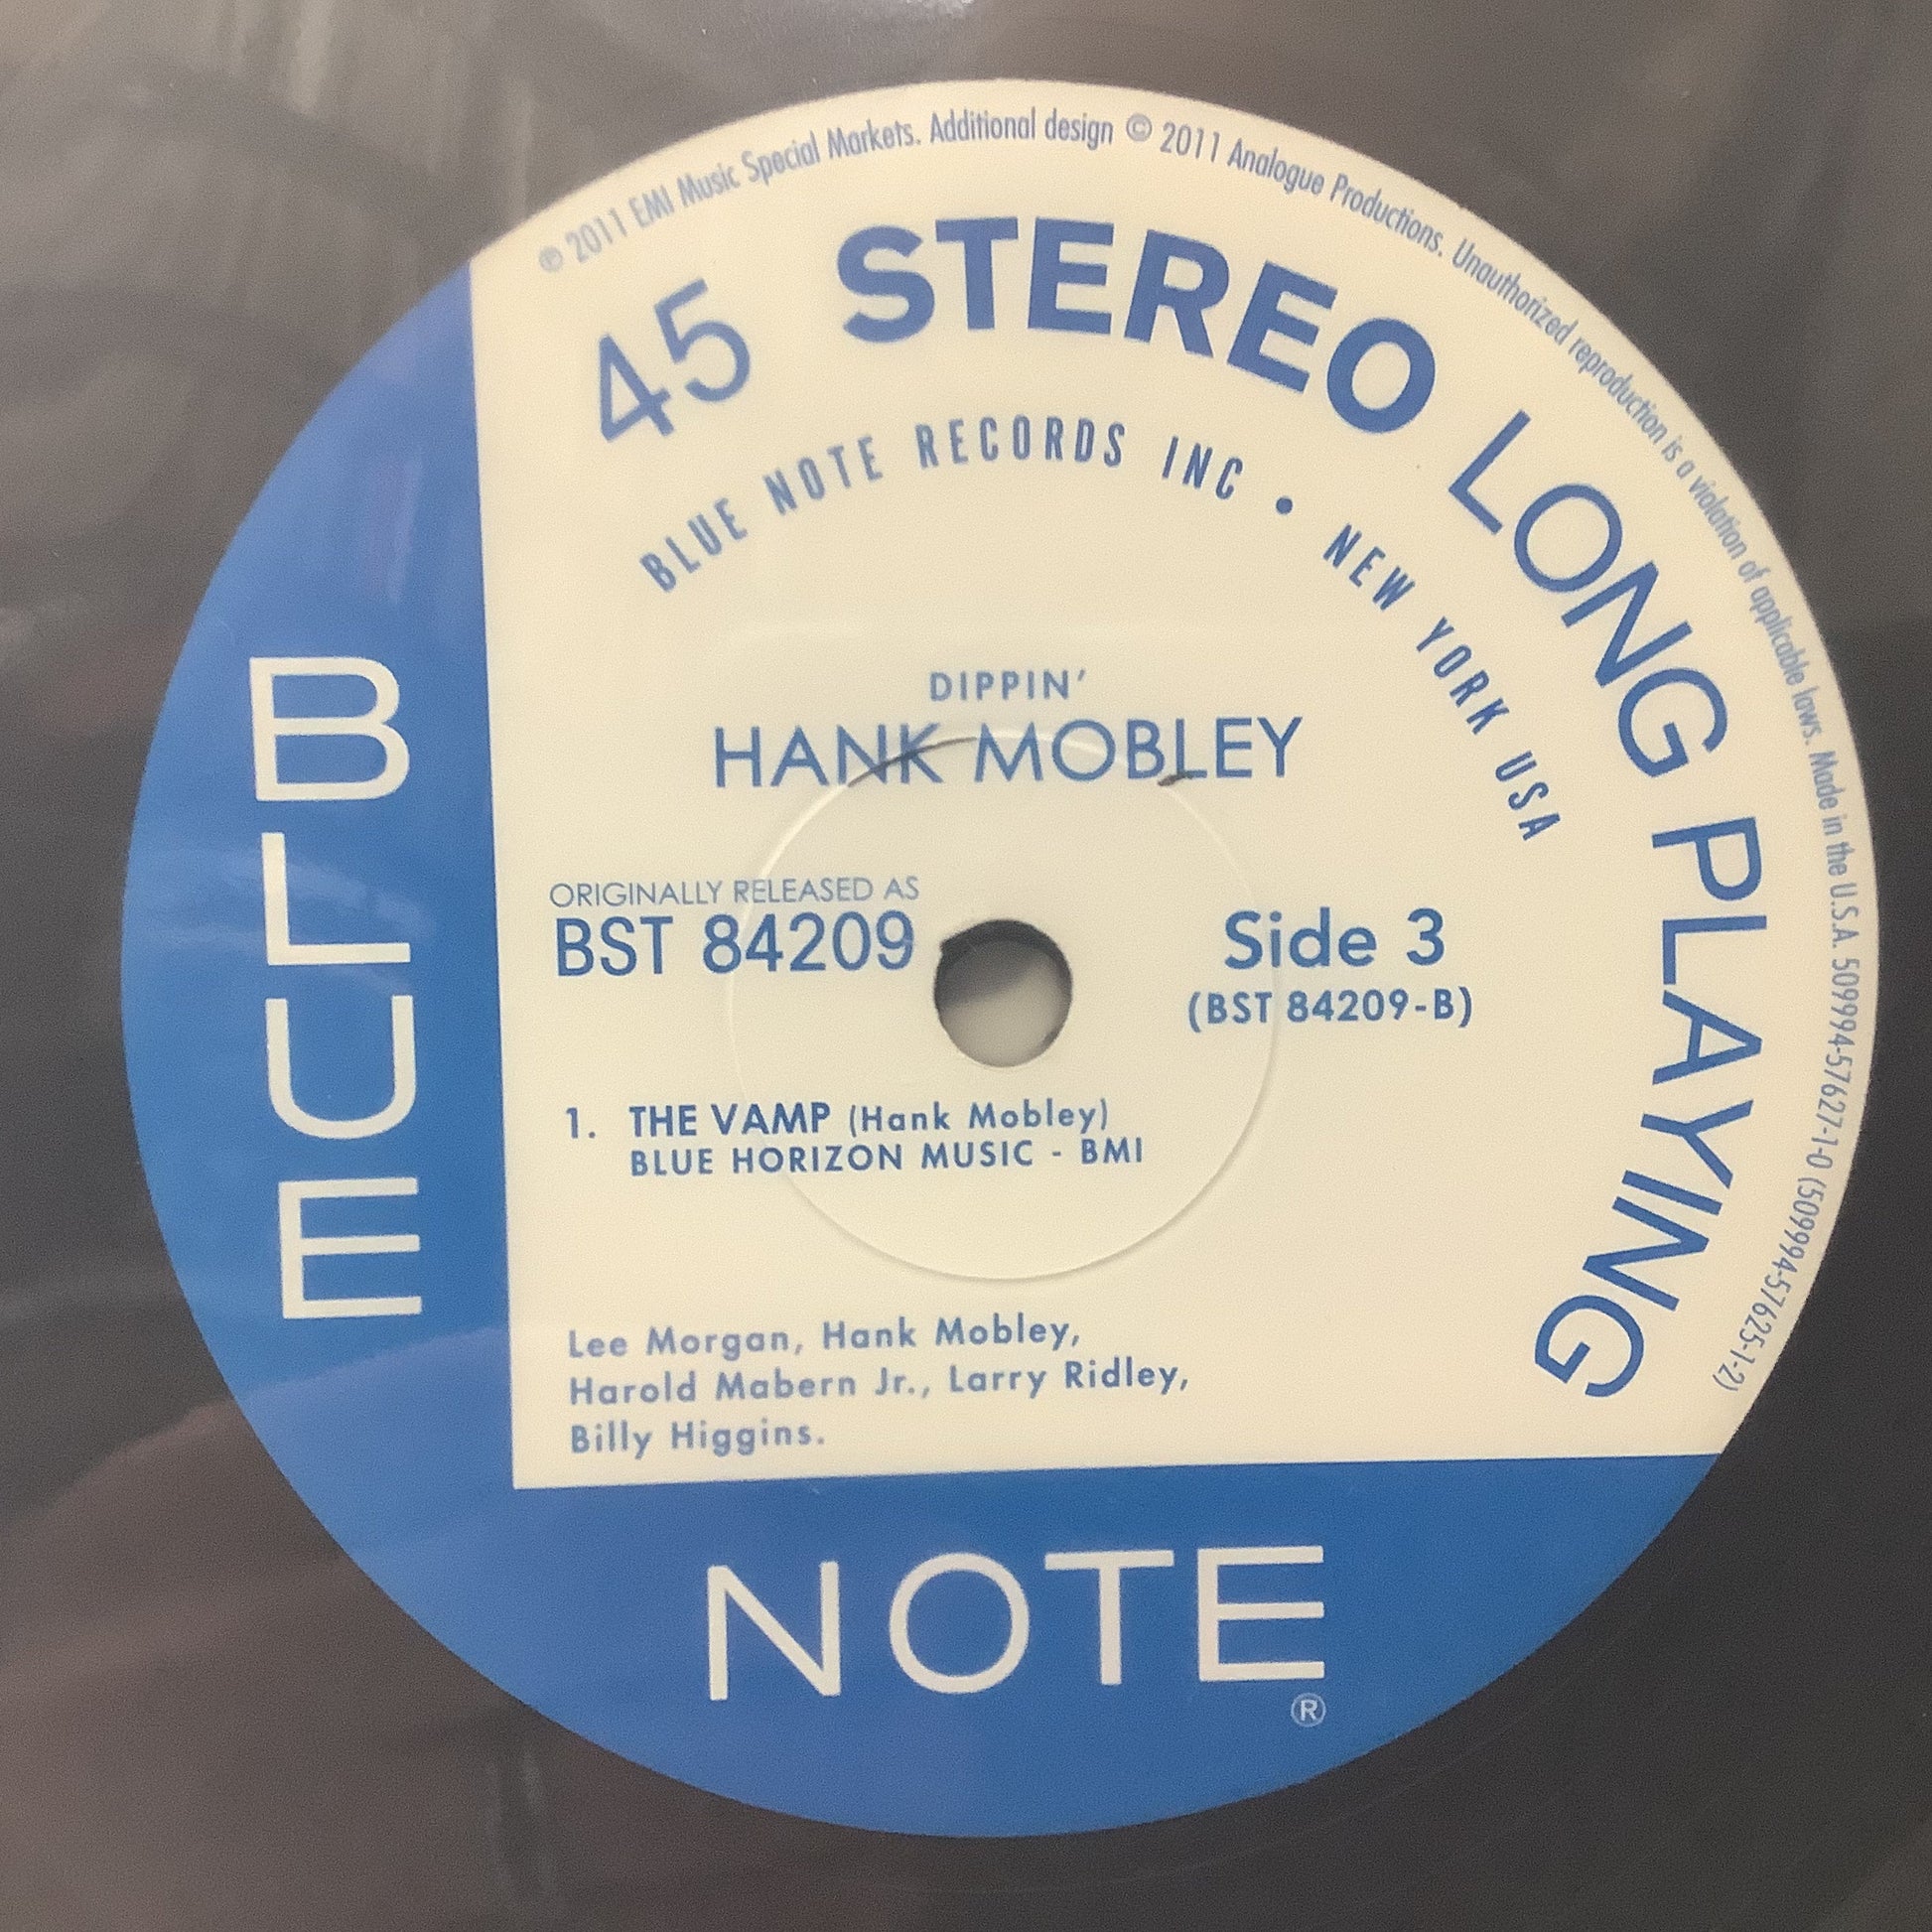 ℗ 2011 EMI Music Special Markets. Additional design © 2011 Analogue Productions. Unauthorized reproduction is a violation of applicable laws. Made in the U.S.A. 509994-57627-1-0 (509994-57625-1-2)
45 STEREO LONG PLAYING
BLUE NOTE RECORDS INC • NEW YORK USA
DIPPIN'
HANK MOBLEY
ORIGINALLY RELEASED AS
BST 84209
Side 3
(BST 84209-B)
1. THE VAMP (Hank Mobley)
BLUE HORIZON MUSIC - BMI
Lee Morgan, Hank Mobley,
Harold Mabern Jr., Larry Ridley,
Billy Higgins.
BLUE
NOTE®